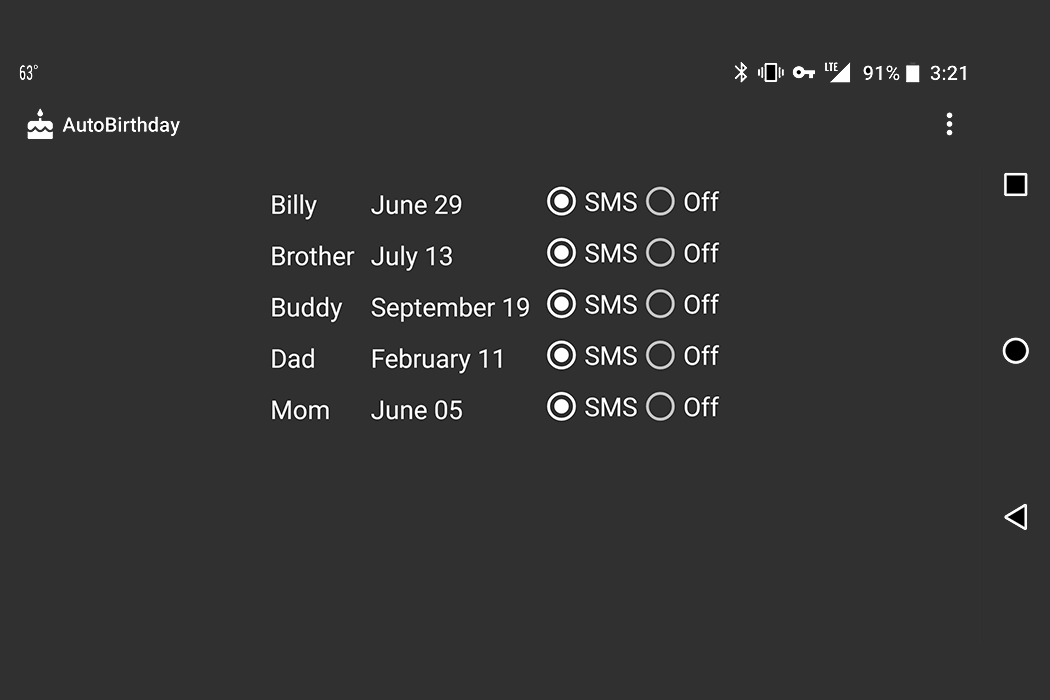 63° LTE 91% 3:21
AutoBirthday
Billy June 29 SMS Off
Brother July 13 SMS Off
Buddy September 19 SMS Off
Dad February 11 SMS Off
Mom June 05 SMS Off